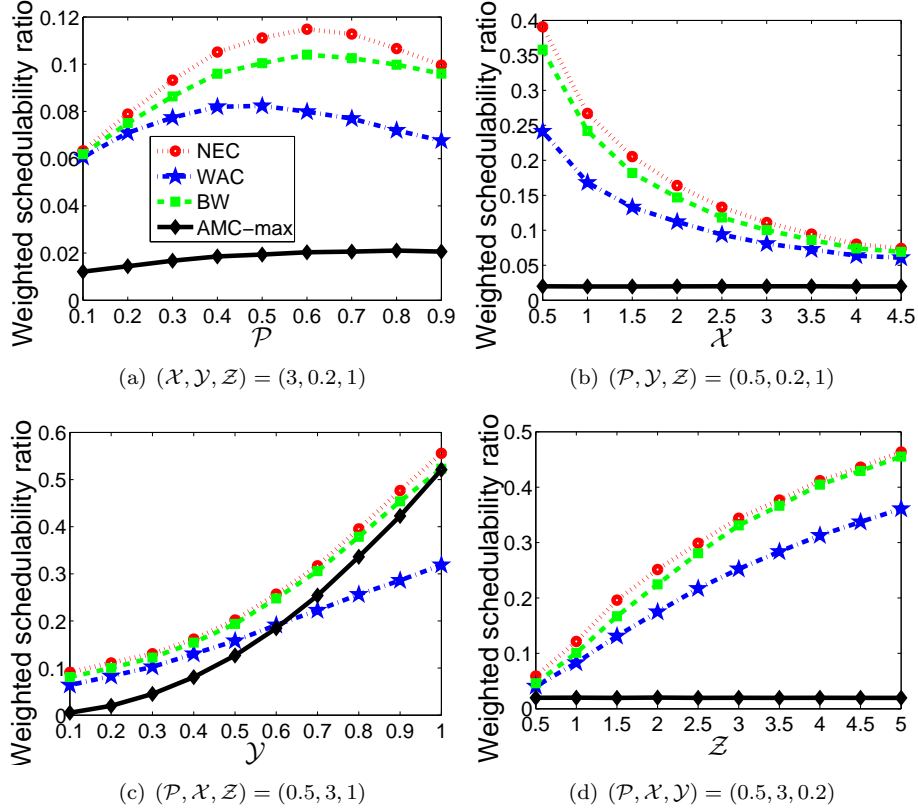 Weighted schedulability ratio
0.12
0.1
0.08
0.06
0.04
0.02
0
NEC
WAC
BW
AMC−max
0.1 0.2 0.3 0.4 0.5 0.6 0.7 0.8 0.9
𝒫
(a) (𝒳, 𝒴, 𝒵) = (3, 0.2, 1)
Weighted schedulability ratio
0.4
0.35
0.3
0.25
0.2
0.15
0.1
0.05
0
0.5 1 1.5 2 2.5 3 3.5 4 4.5
𝒳
(b) (𝒫, 𝒴, 𝒵) = (0.5, 0.2, 1)
Weighted schedulability ratio
0.6
0.5
0.4
0.3
0.2
0.1
0
0.1 0.2 0.3 0.4 0.5 0.6 0.7 0.8 0.9 1
𝒴
(c) (𝒫, 𝒳, 𝒵) = (0.5, 3, 1)
Weighted schedulability ratio
0.5
0.4
0.3
0.2
0.1
0
0.5 1 1.5 2 2.5 3 3.5 4 4.5 5
𝒵
(d) (𝒫, 𝒳, 𝒴) = (0.5, 3, 0.2)